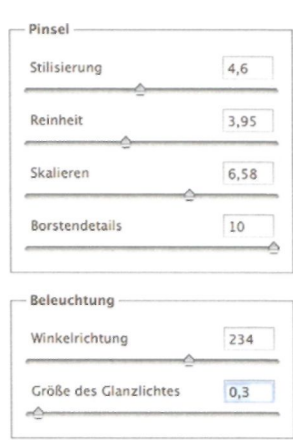 Pinsel
Stilisierung 4,6
Reinheit 3,95
Skalieren 6,58
Borstendetails 10
Beleuchtung
Winkelrichtung 234
Größe des Glanzlichtes 0,3